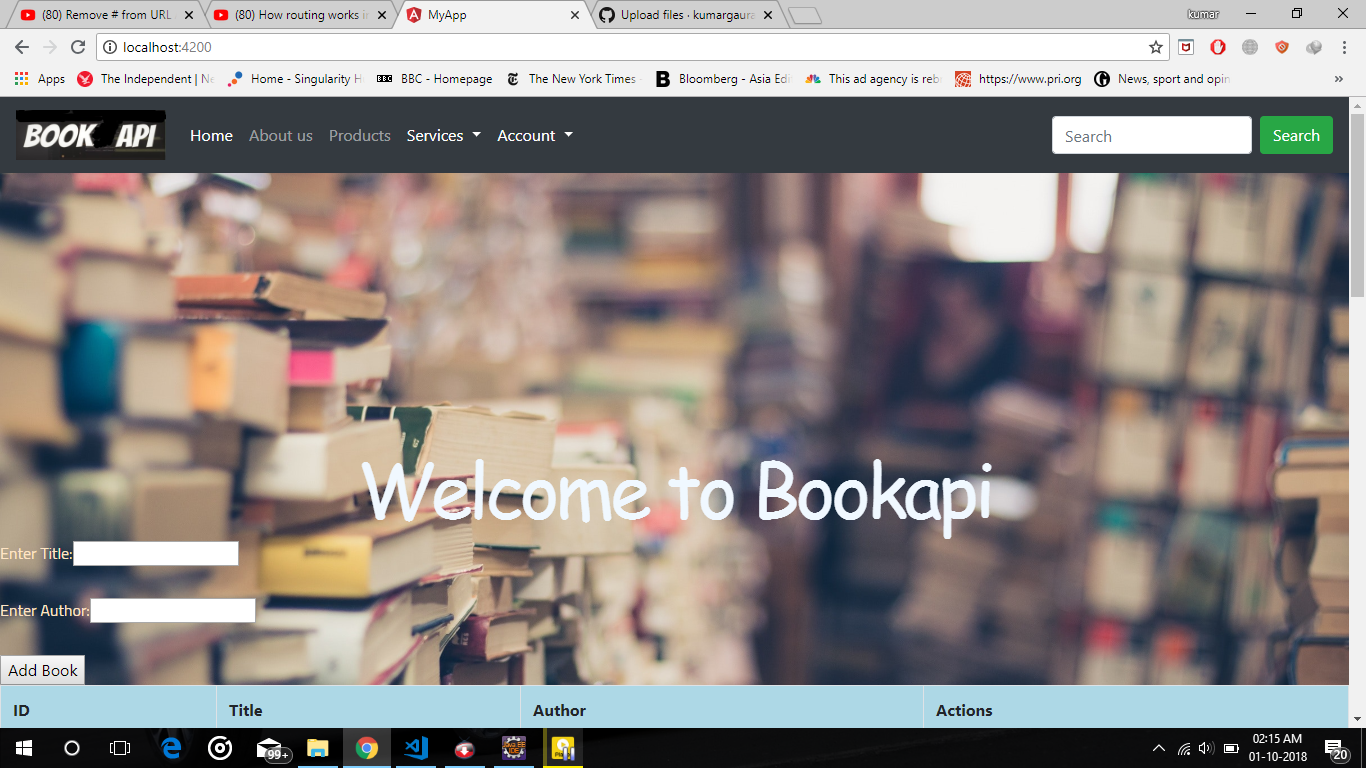 (80) Remove # from URL
(80) How routing works in
MyApp
Upload files · kumargaura
kumar
localhost:4200
Apps
The Independent | Ne
Home - Singularity H
BBC
BBC - Homepage
The New York Times -
Bloomberg - Asia Edi
This ad agency is reb
https://www.pri.org
News, sport and opin
»
BOOK API
Home
About us
Products
Services
Account
Search
Search
Welcome to Bookapi
Enter Title:
Enter Author:
Add Book
ID
Title
Author
Actions
99+
02:15 AM
01-10-2018
20